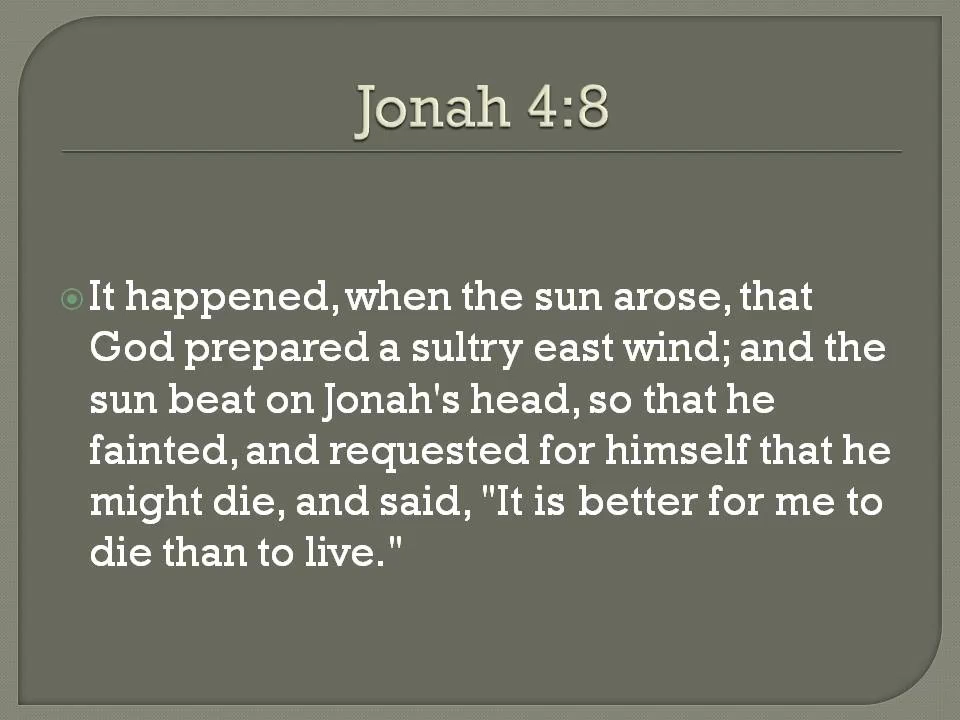 Jonah 4:8
It happened, when the sun arose, that
God prepared a sultry east wind; and the
sun beat on Jonah's head, so that he
fainted, and requested for himself that he
might die, and said, "It is better for me to
die than to live."